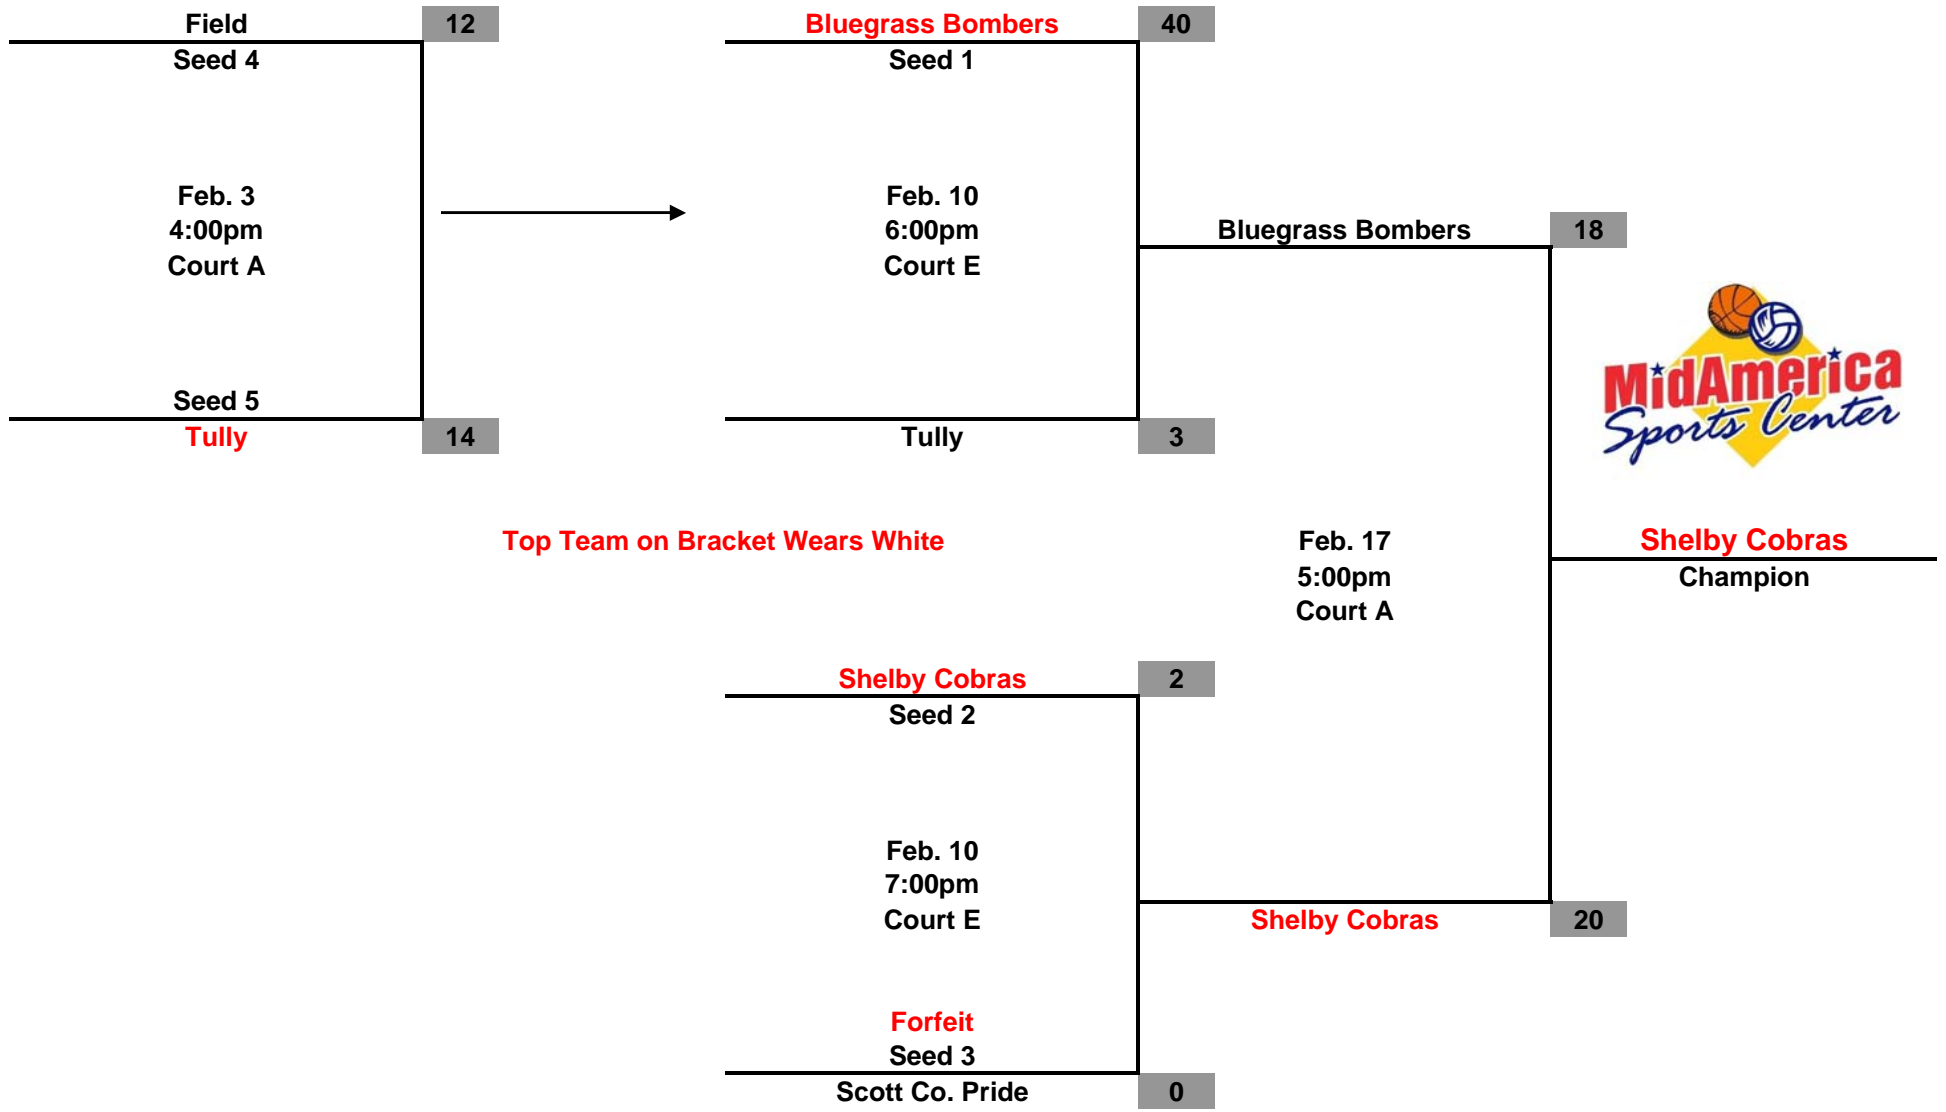 Field 12
Seed 4
Feb. 3
4:00pm
Court A
Seed 5
Tully 14
Bluegrass Bombers 40
Seed 1
Feb. 10
6:00pm
Court E
Tully 3
Top Team on Bracket Wears White
Shelby Cobras 2
Seed 2
Feb. 10
7:00pm
Court E
Forfeit
Seed 3
Scott Co. Pride 0
Bluegrass Bombers 18
Feb. 17
5:00pm
Court A
Shelby Cobras 20
MidAmerica
Sports Center
Shelby Cobras
Champion